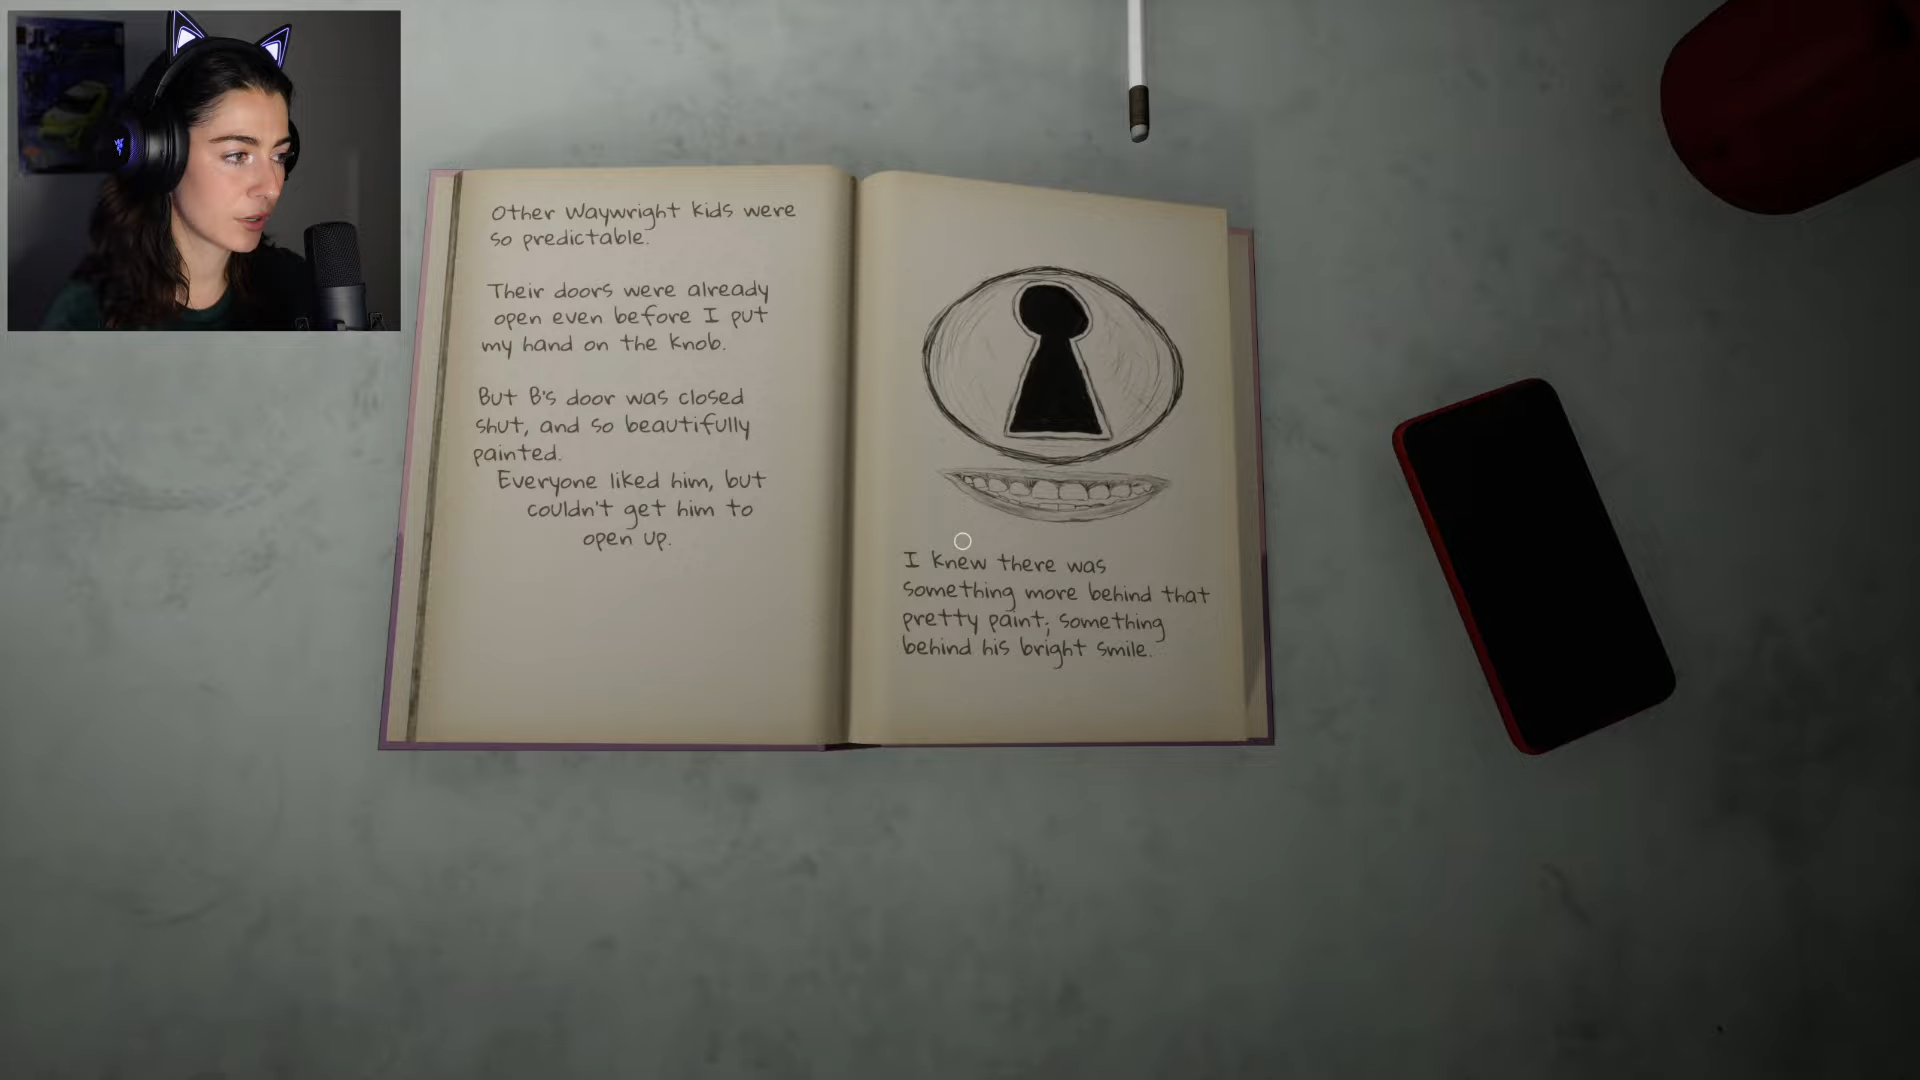 Other Waywright kids were
so predictable.
Their doors were already
open even before I put
my hand on the knob.
But B's door was closed
shut, and so beautifully
painted.
Everyone liked him, but
couldn't get him to
open up.
I knew there was
something more behind that
pretty paint; something
behind his bright smile.